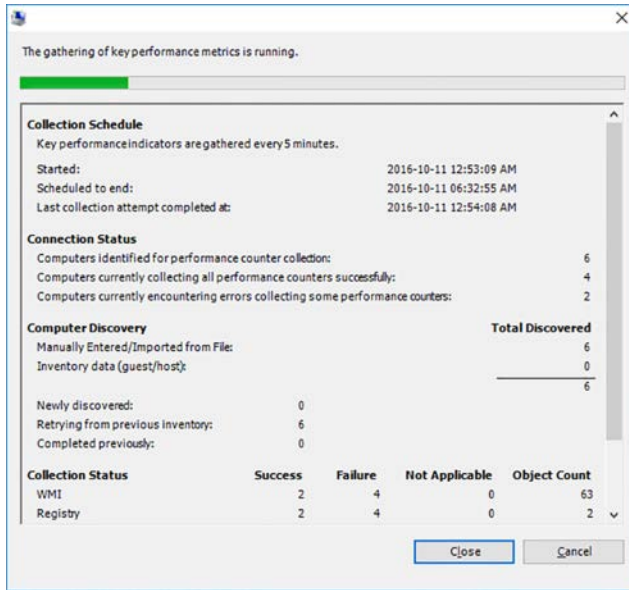 The gathering of key performance metrics is running.
Collection Schedule
Key performance indicators are gathered every 5 minutes.
Started: 2016-10-11 12:53:09 AM
Scheduled to end: 2016-10-11 06:32:55 AM
Last collection attempt completed at: 2016-10-11 12:54:08 AM
Connection Status
Computers identified for performance counter collection: 6
Computers currently collecting all performance counters successfully: 4
Computers currently encountering errors collecting some performance counters: 2
Computer Discovery Total Discovered
Manually Entered/Imported from File: 6
Inventory data (guest/host): 0
6
Newly discovered: 0
Retrying from previous inventory: 6
Completed previously: 0
Collection Status Success Failure Not Applicable Object Count
WMI 2 4 0 63
Registry 2 4 0 2
Close Cancel